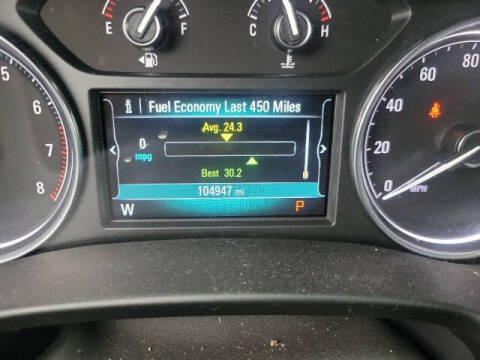 E F
C H
5
6
7
8
Fuel Economy Last 450 Miles
Avg. 24.3
0
mpg
Best 30.2
104947 mi
W P
80
60
40
20
0
MPH